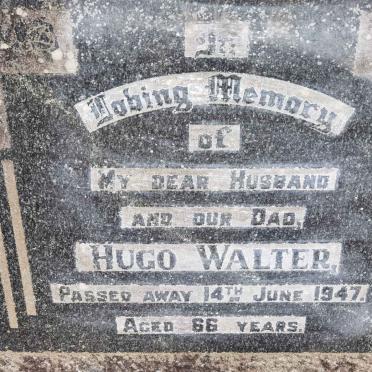 In
Loving Memory
of
My Dear Husband
and our Dad,
Hugo Walter,
Passed away 14TH June 1947.
Aged 66 years.